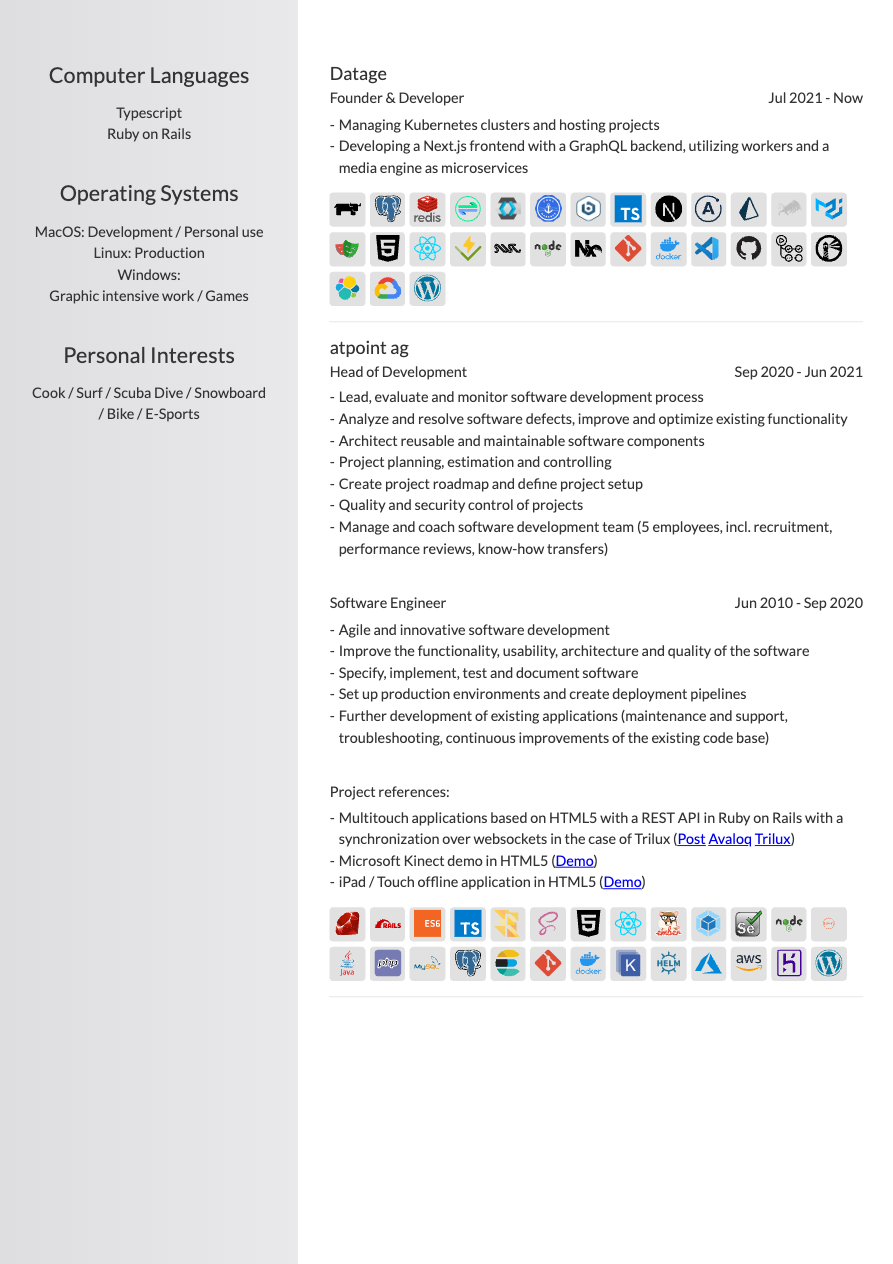 Computer Languages
Typescript
Ruby on Rails
Operating Systems
MacOS: Development / Personal use
Linux: Production
Windows:
Graphic intensive work / Games
Personal Interests
Cook / Surf / Scuba Dive / Snowboard
/ Bike / E-Sports
Datage
Founder & Developer Jul 2021 - Now
- Managing Kubernetes clusters and hosting projects
- Developing a Next.js frontend with a GraphQL backend, utilizing workers and a
media engine as microservices
redis TS N A
5 node Nx docker
atpoint ag
Head of Development Sep 2020 - Jun 2021
- Lead, evaluate and monitor software development process
- Analyze and resolve software defects, improve and optimize existing functionality
- Architect reusable and maintainable software components
- Project planning, estimation and controlling
- Create project roadmap and define project setup
- Quality and security control of projects
- Manage and coach software development team (5 employees, incl. recruitment,
performance reviews, know-how transfers)
Software Engineer Jun 2010 - Sep 2020
- Agile and innovative software development
- Improve the functionality, usability, architecture and quality of the software
- Specify, implement, test and document software
- Set up production environments and create deployment pipelines
- Further development of existing applications (maintenance and support,
troubleshooting, continuous improvements of the existing code base)
Project references:
- Multitouch applications based on HTML5 with a REST API in Ruby on Rails with a
synchronization over websockets in the case of Trilux (Post Avaloq Trilux)
- Microsoft Kinect demo in HTML5 (Demo)
- iPad / Touch offline application in HTML5 (Demo)
RAILS ES6 TS 5 ember Se node
Java php MySQL docker K HELM aws